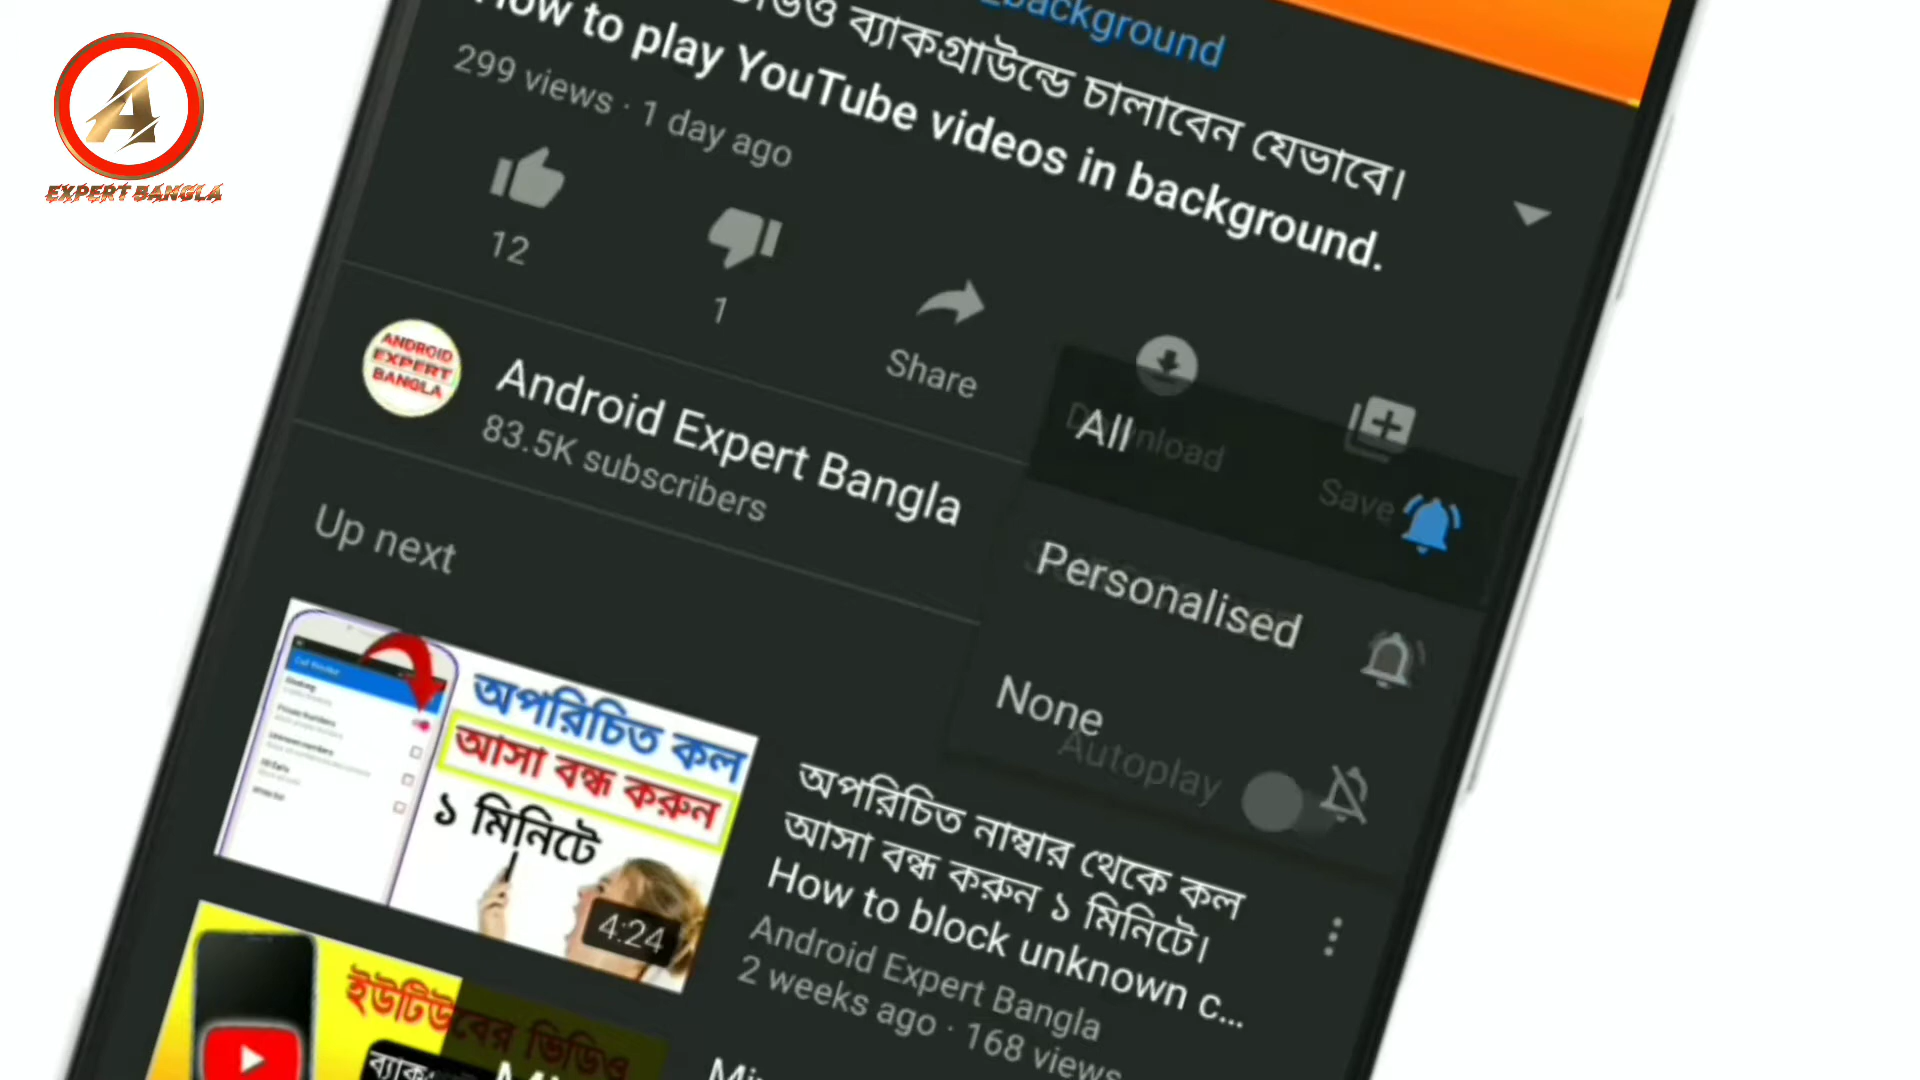 EXPERT BANGLA
_background
ব্যাকগ্রাউন্ডে চালাবেন যেভাবে।
How to play YouTube videos in background.
299 views · 1 day ago
12
1
Share
Download
Save
ANDROID
EXPERT
BANGLA
Android Expert Bangla
83.5K subscribers
All
Personalised
None
Up next
Autoplay
অপরিচিত কল
আসা বন্ধ করুন
১ মিনিটে
4:24
অপরিচিত নাম্বার থেকে কল
আসা বন্ধ করুন ১ মিনিটে।
How to block unknown c...
Android Expert Bangla
2 weeks ago · 168 views
ইউটিউবের ভিডিও